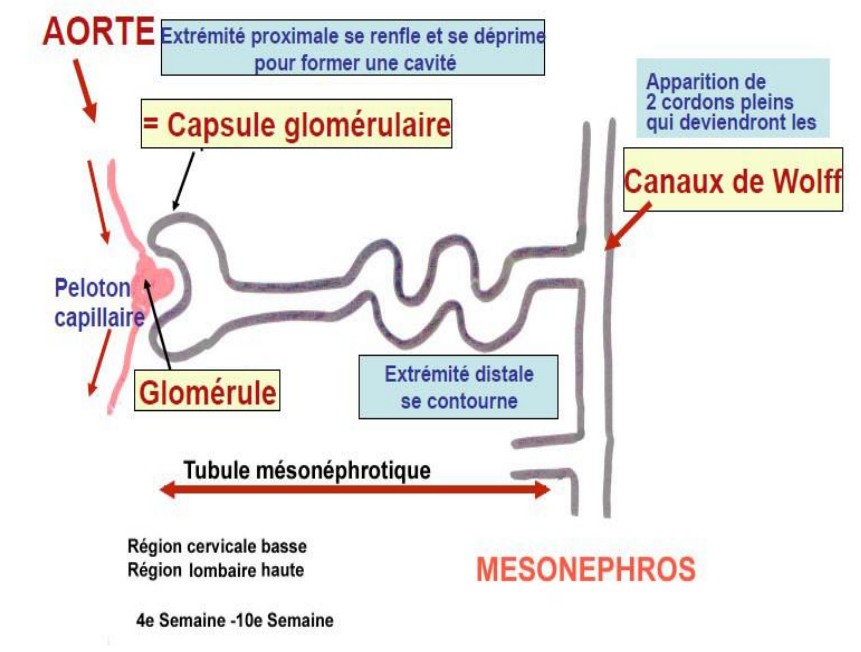 AORTE
Extrémité proximale se renfle et se déprime
pour former une cavité
= Capsule glomérulaire
Apparition de
2 cordons pleins
qui deviendront les
Canaux de Wolff
Peloton
capillaire
Glomérule
Extrémité distale
se contourne
Tubule mésonéphrotique
Région cervicale basse
Région lombaire haute
MESONEPHROS
4e Semaine -10e Semaine